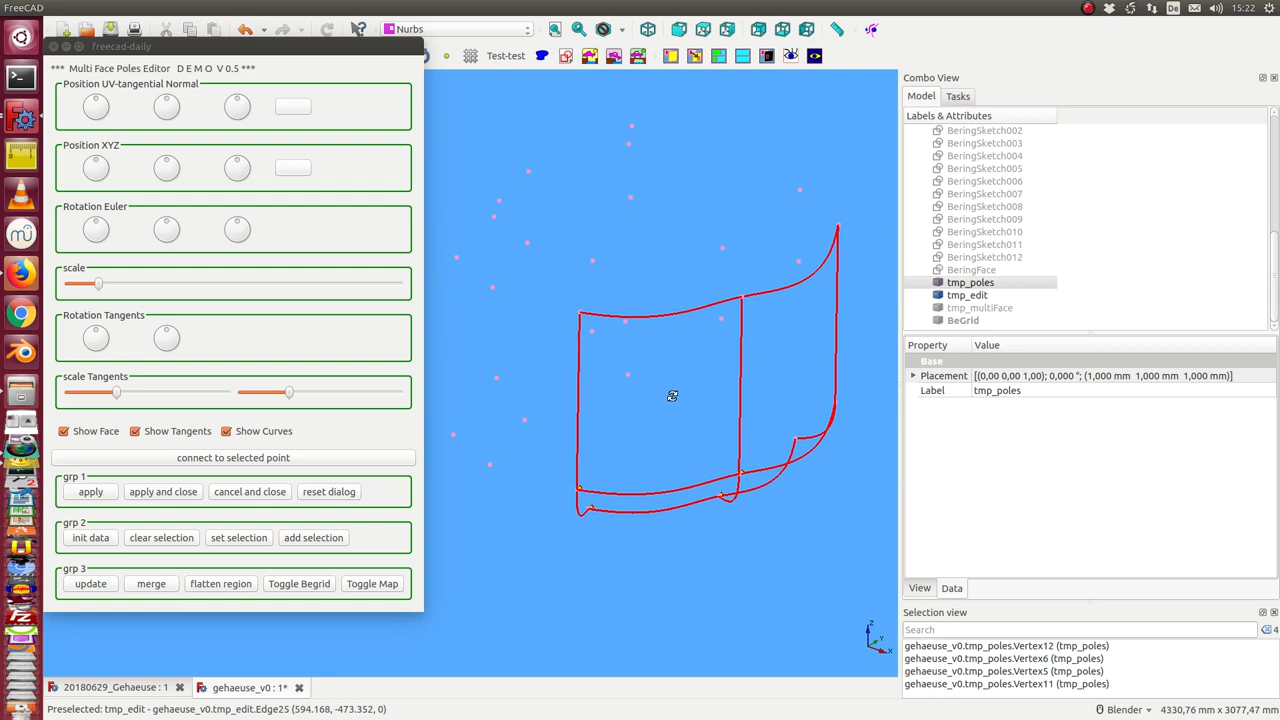 FreeCAD
De
15:22
Nurbs
freecad-daily
Test-test
*** Multi Face Poles Editor D E M O V 0.5 ***
Position UV-tangential Normal
Position XYZ
Rotation Euler
scale
Rotation Tangents
scale Tangents
Show Face
Show Tangents
Show Curves
connect to selected point
grp 1
apply
apply and close
cancel and close
reset dialog
grp 2
init data
clear selection
set selection
add selection
grp 3
update
merge
flatten region
Toggle Begrid
Toggle Map
Z
Y
X
Combo View
Model
Tasks
Labels & Attributes
BeringSketch002
BeringSketch003
BeringSketch004
BeringSketch005
BeringSketch006
BeringSketch007
BeringSketch008
BeringSketch009
BeringSketch010
BeringSketch011
BeringSketch012
BeringFace
tmp_poles
tmp_edit
tmp_multiFace
BeGrid
Property Value
Base
Placement [(0,00 0,00 1,00); 0,000 °; (1,000 mm 1,000 mm 1,000 mm)]
Label tmp_poles
View
Data
Selection view
Search
4
gehaeuse_v0.tmp_poles.Vertex12 (tmp_poles)
gehaeuse_v0.tmp_poles.Vertex6 (tmp_poles)
gehaeuse_v0.tmp_poles.Vertex5 (tmp_poles)
gehaeuse_v0.tmp_poles.Vertex11 (tmp_poles)
20180629_Gehaeuse : 1
gehaeuse_v0 : 1*
Preselected: tmp_edit - gehaeuse_v0.tmp_edit.Edge25 (594.168, -473.352, 0)
Blender
4330,76 mm x 3077,47 mm